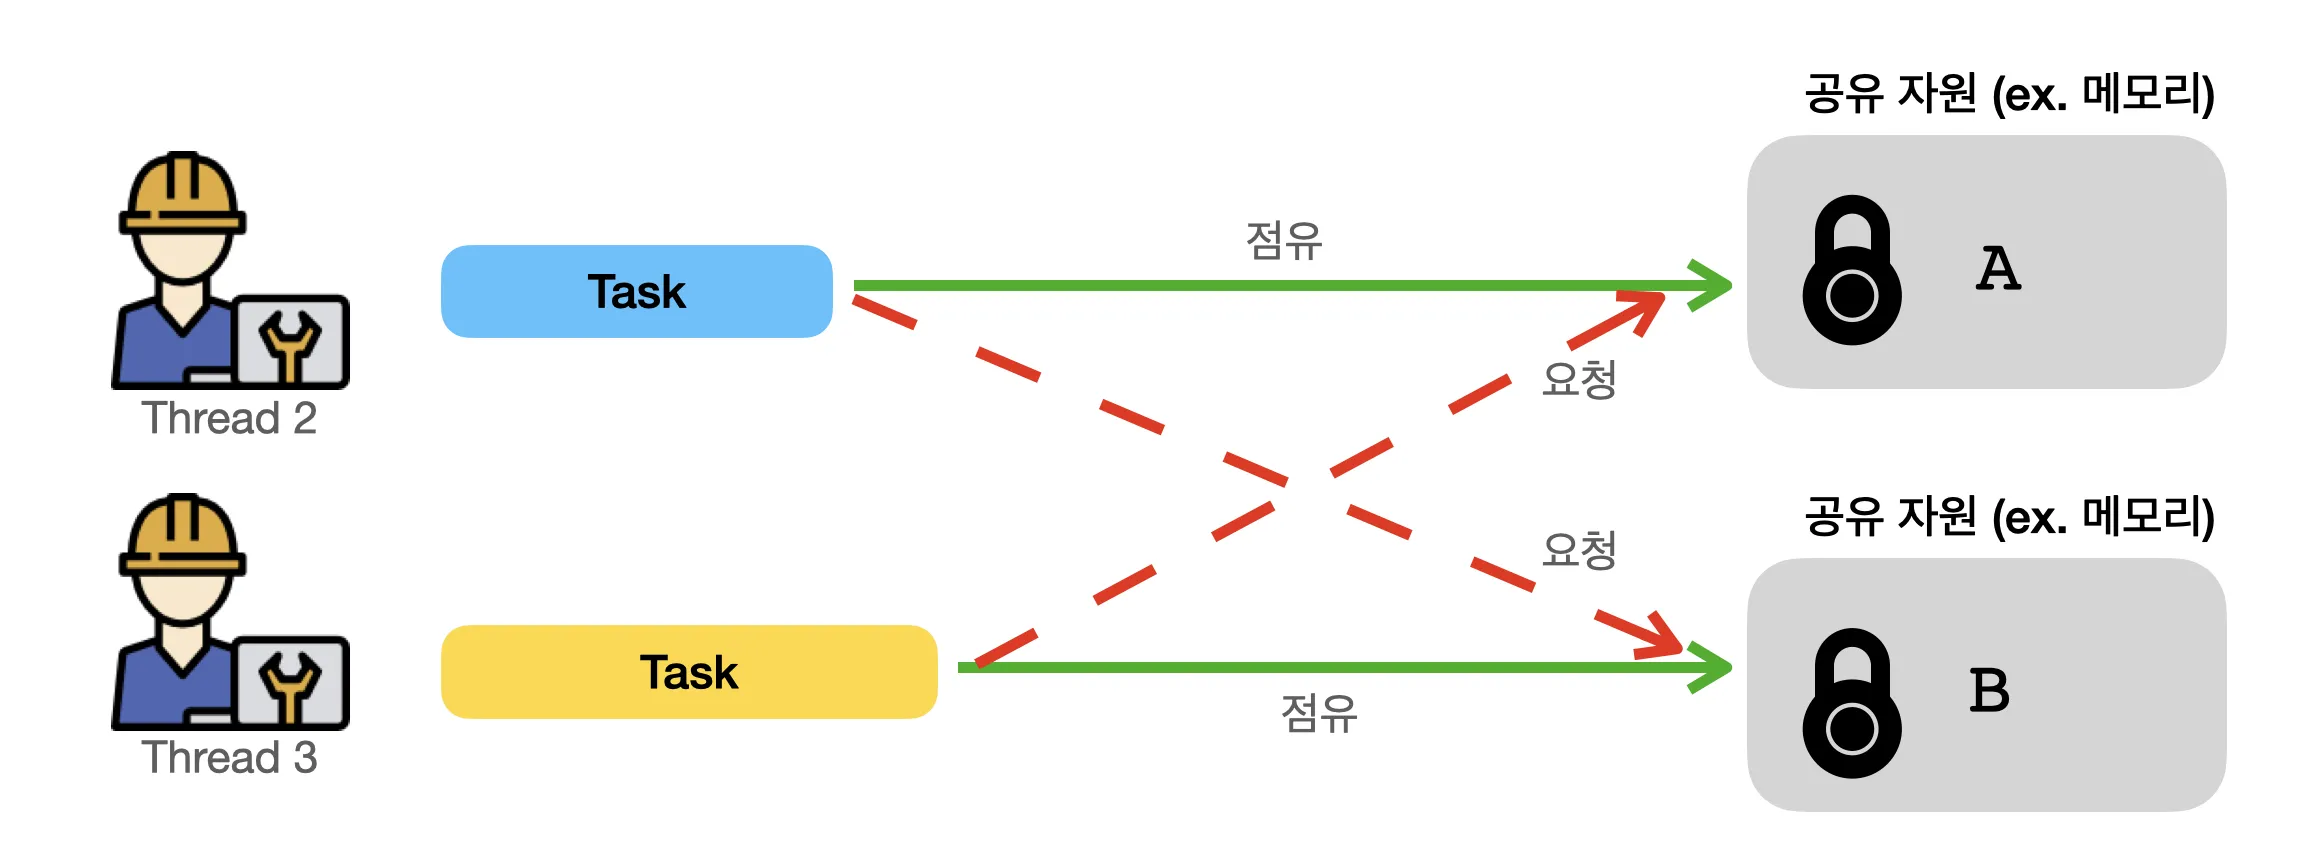 공유 자원 (ex. 메모리)
점유
Task
A
요청
Thread 2
공유 자원 (ex. 메모리)
요청
Task
B
점유
Thread 3